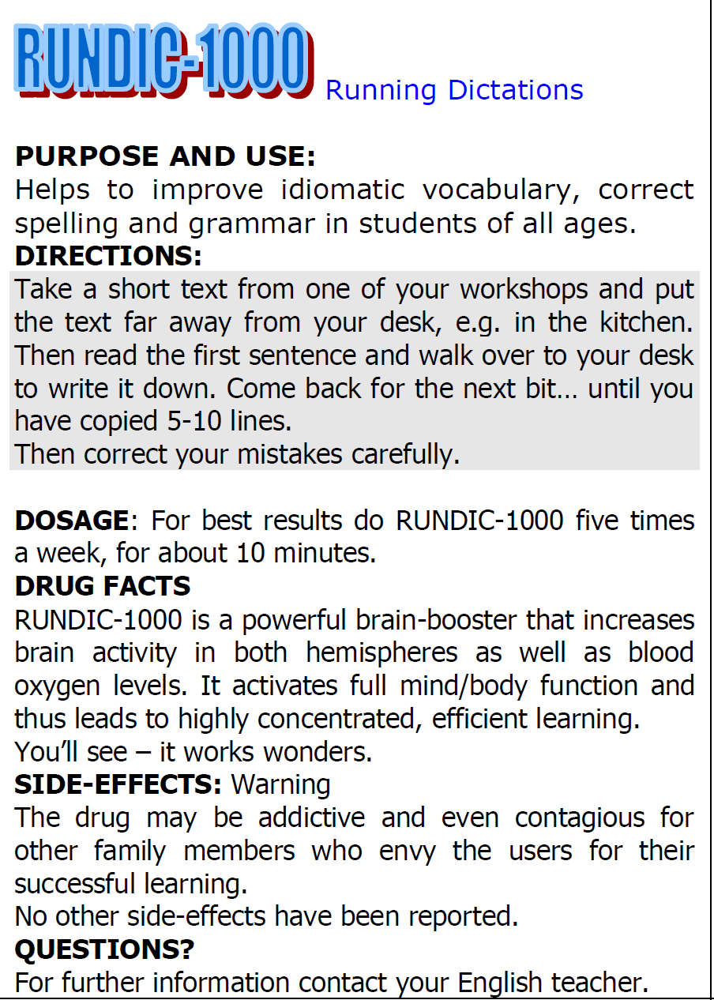 RUNDIC-1000 Running Dictations
PURPOSE AND USE:
Helps to improve idiomatic vocabulary, correct
spelling and grammar in students of all ages.
DIRECTIONS:
Take a short text from one of your workshops and put
the text far away from your desk, e.g. in the kitchen.
Then read the first sentence and walk over to your desk
to write it down. Come back for the next bit… until you
have copied 5-10 lines.
Then correct your mistakes carefully.
DOSAGE: For best results do RUNDIC-1000 five times
a week, for about 10 minutes.
DRUG FACTS
RUNDIC-1000 is a powerful brain-booster that increases
brain activity in both hemispheres as well as blood
oxygen levels. It activates full mind/body function and
thus leads to highly concentrated, efficient learning.
You’ll see – it works wonders.
SIDE-EFFECTS: Warning
The drug may be addictive and even contagious for
other family members who envy the users for their
successful learning.
No other side-effects have been reported.
QUESTIONS?
For further information contact your English teacher.